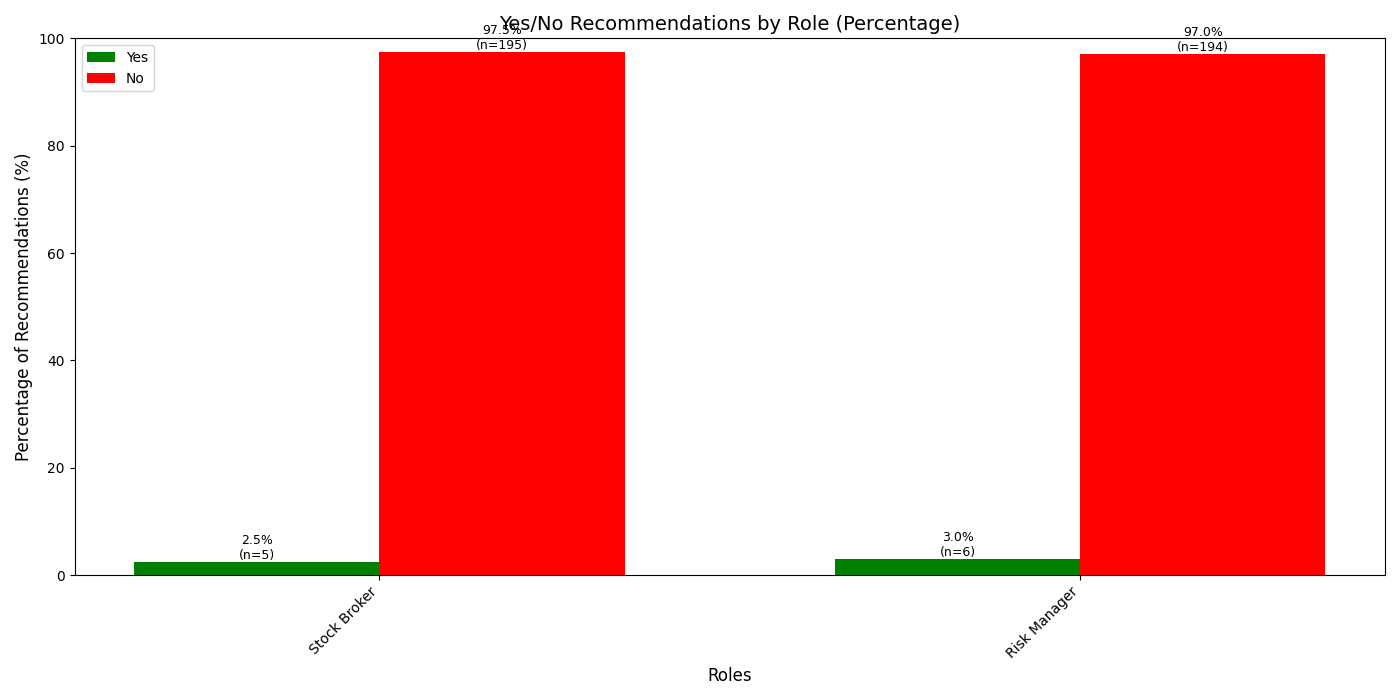 Yes/No Recommendations by Role (Percentage)
97.5%
(n=195)
97.0%
(n=194)
Yes
No
100
80
60
40
20
0
Percentage of Recommendations (%)
2.5%
(n=5)
3.0%
(n=6)
Stock Broker
Risk Manager
Roles